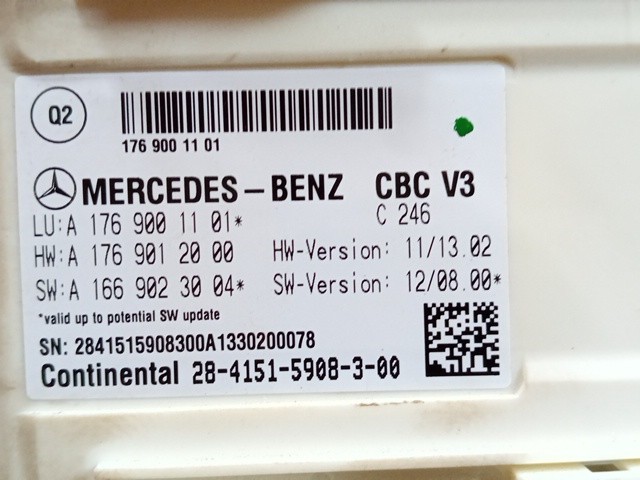 Q2
176 900 11 01
MERCEDES-BENZ CBC V3
LU:A 176 900 11 01* C 246
HW:A 176 901 20 00 HW-Version: 11/13.02
SW:A 166 902 30 04* SW-Version: 12/08.00*
*valid up to potential SW update
SN: 2841515908300A1330200078
Continental 28-4151-5908-3-00